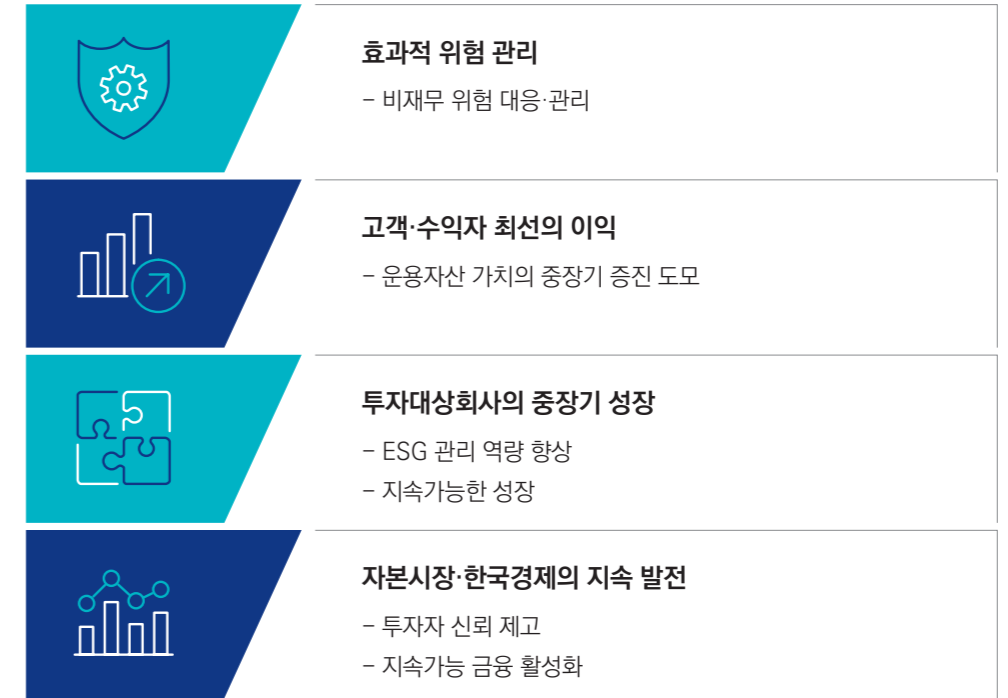 효과적 위험 관리
– 비재무 위험 대응·관리
고객·수익자 최선의 이익
– 운용자산 가치의 중장기 증진 도모
투자대상회사의 중장기 성장
– ESG 관리 역량 향상
– 지속가능한 성장
자본시장·한국경제의 지속 발전
– 투자자 신뢰 제고
– 지속가능 금융 활성화